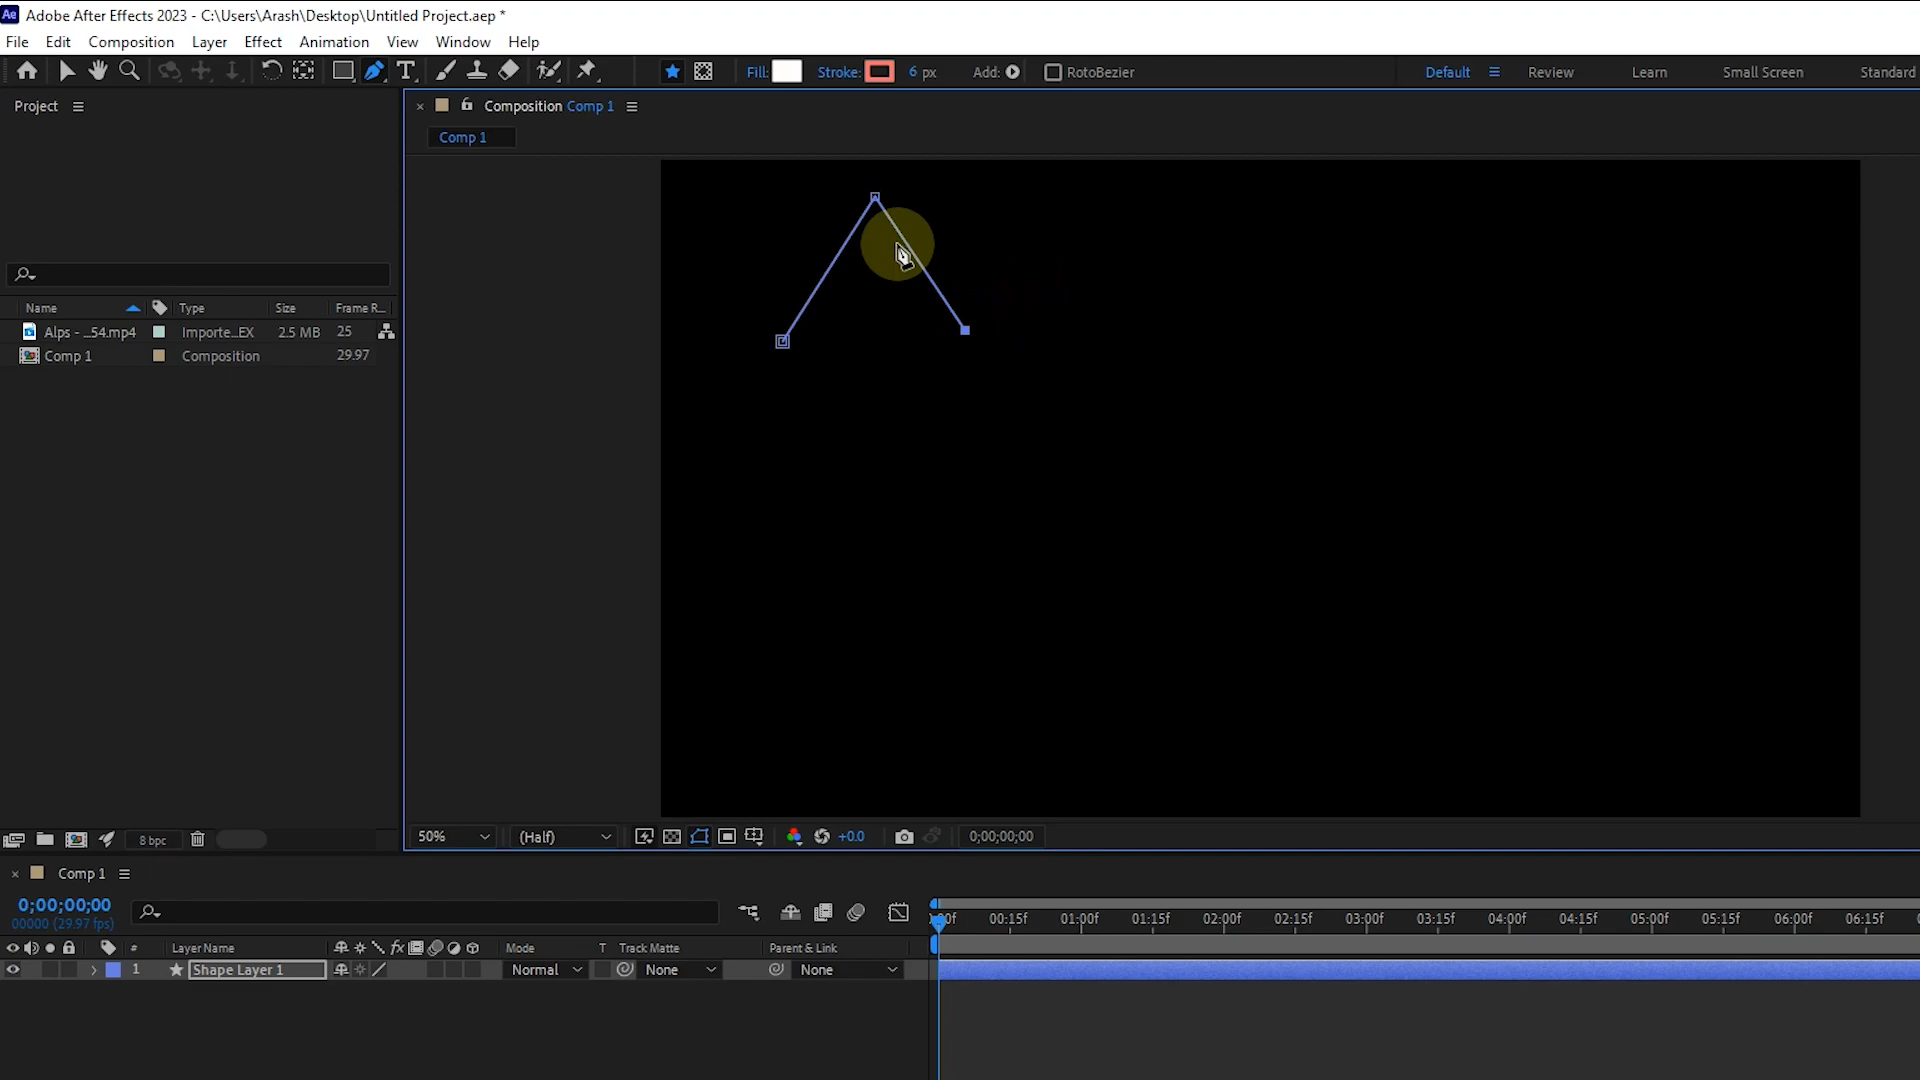 Ae Adobe After Effects 2023 - C:\Users\Arash\Desktop\Untitled Project.aep *
File Edit Composition Layer Effect Animation View Window Help
Fill: Stroke: 6 px Add: RotoBezier Default Review Learn Small Screen Standard
Project
Composition Comp 1
Comp 1
Name Type Size Frame R...
Alps - ...54.mp4 Importe...EX 2.5 MB 25
Comp 1 Composition 29.97
8 bpc
50% (Half) +0.0 0;00;00;00
Comp 1
0;00;00;00
00000 (29.97 fps)
00f 00:15f 01:00f 01:15f 02:00f 02:15f 03:00f 03:15f 04:00f 04:15f 05:00f 05:15f 06:00f 06:15f
# Layer Name fx Mode T Track Matte Parent & Link
1 Shape Layer 1 Normal None None